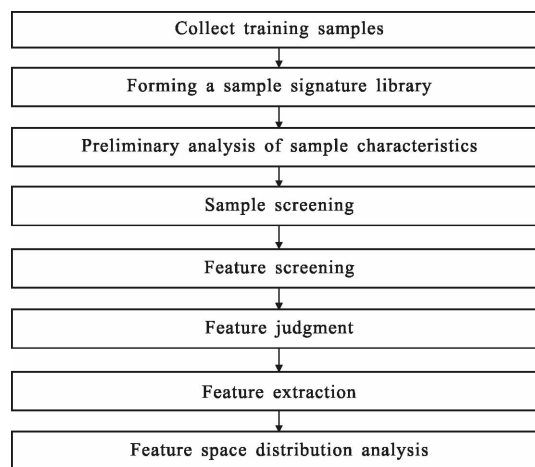 Collect training samples
Forming a sample signature library
Preliminary analysis of sample characteristics
Sample screening
Feature screening
Feature judgment
Feature extraction
Feature space distribution analysis